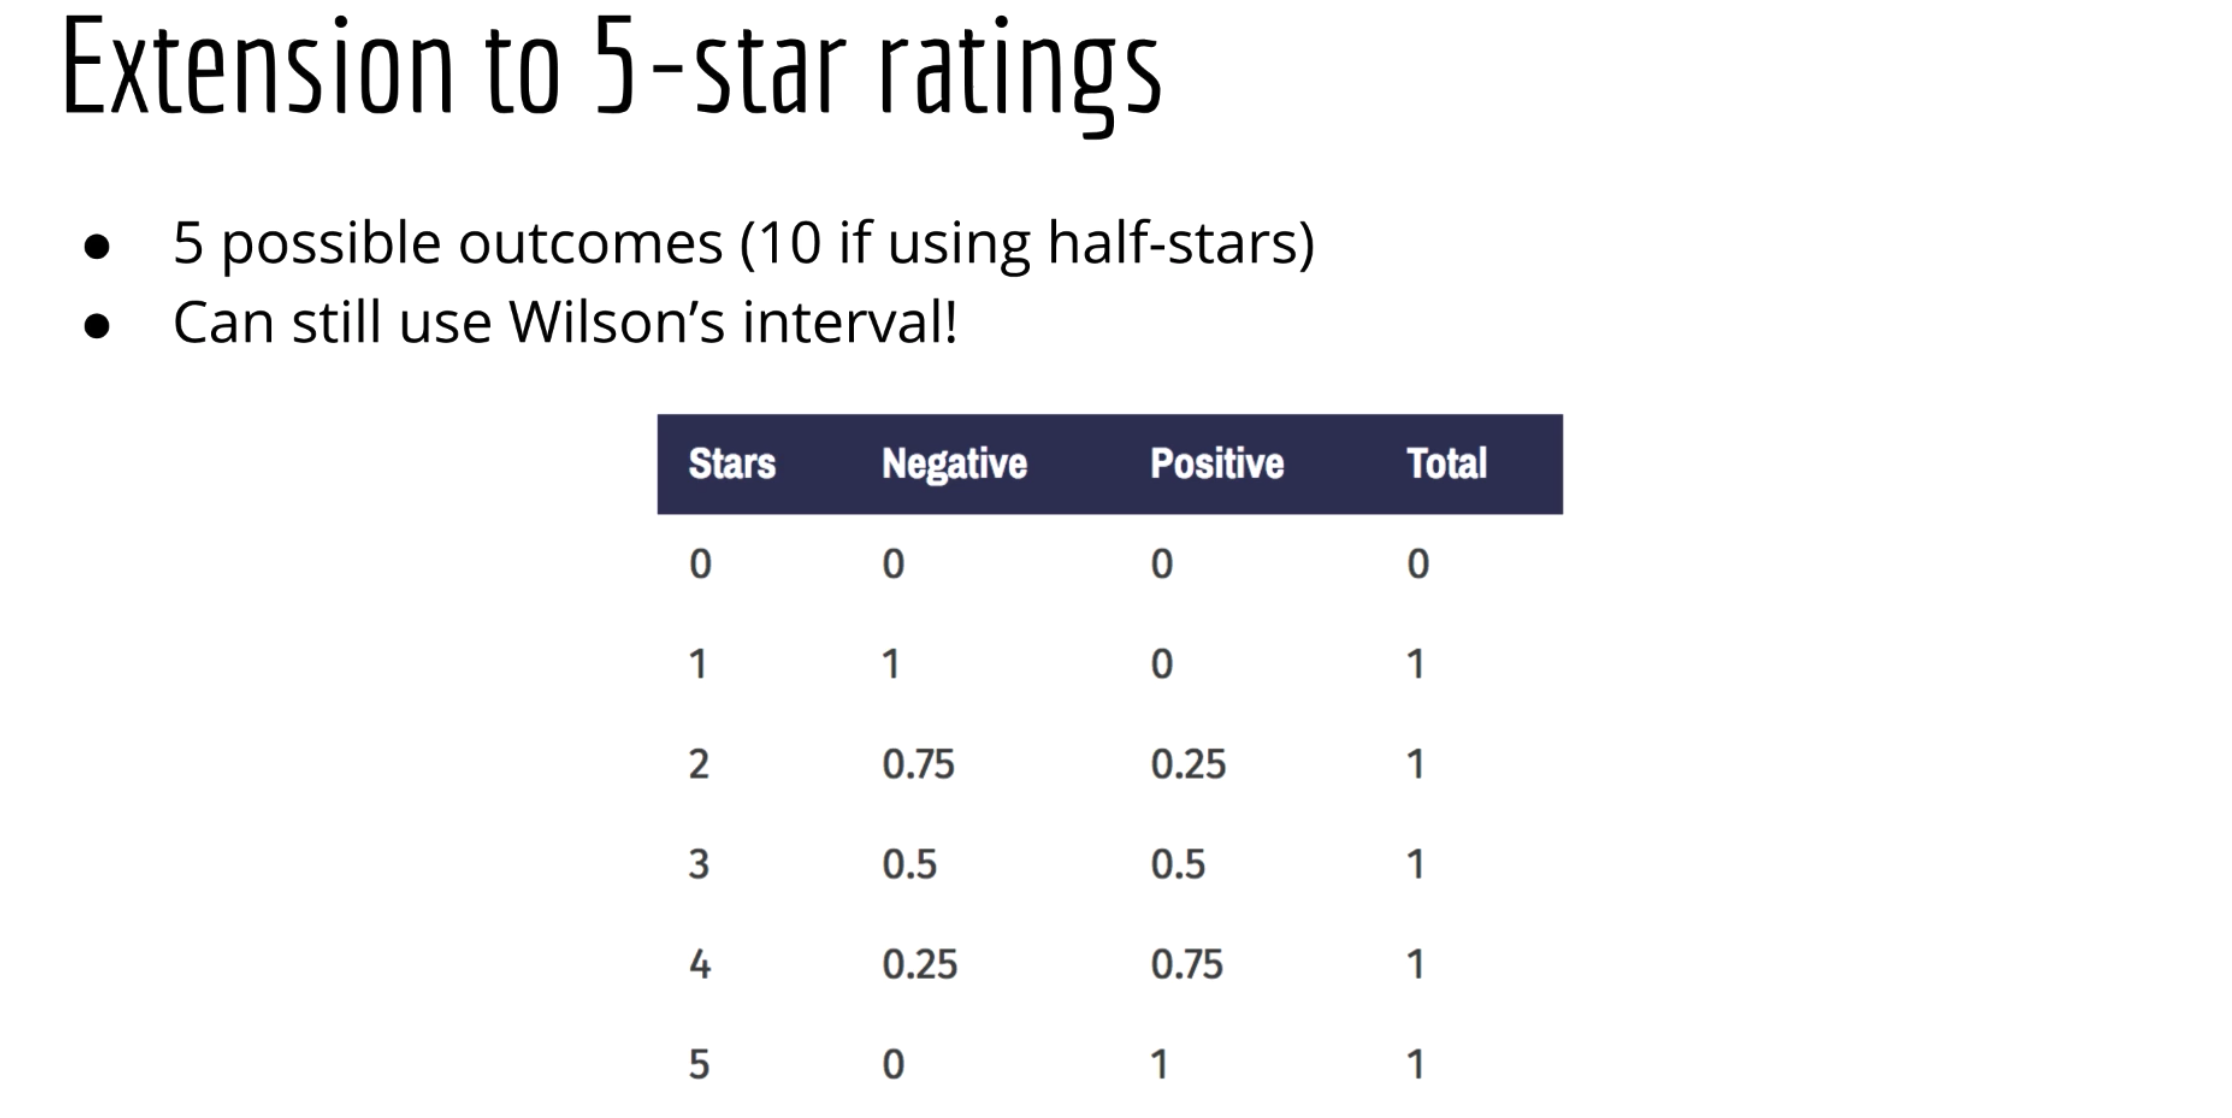 Extension to 5-star ratings
● 5 possible outcomes (10 if using half-stars)
● Can still use Wilson’s interval!
Stars Negative Positive Total
0 0 0 0
1 1 0 1
2 0.75 0.25 1
3 0.5 0.5 1
4 0.25 0.75 1
5 0 1 1